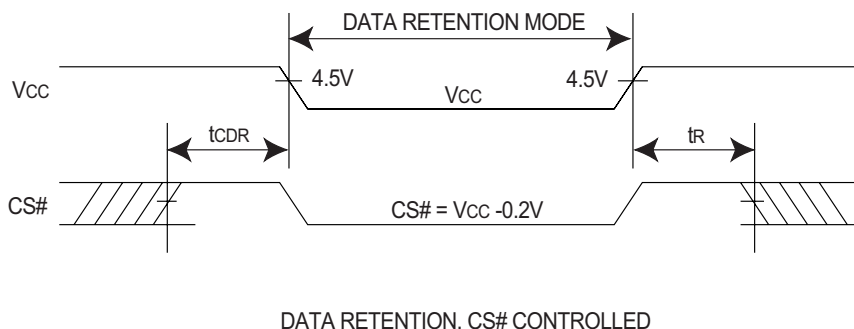 DATA RETENTION MODE
4.5V
4.5V
VCC
VCC
tCDR
tR
CS#
CS# = VCC -0.2V
DATA RETENTION, CS# CONTROLLED